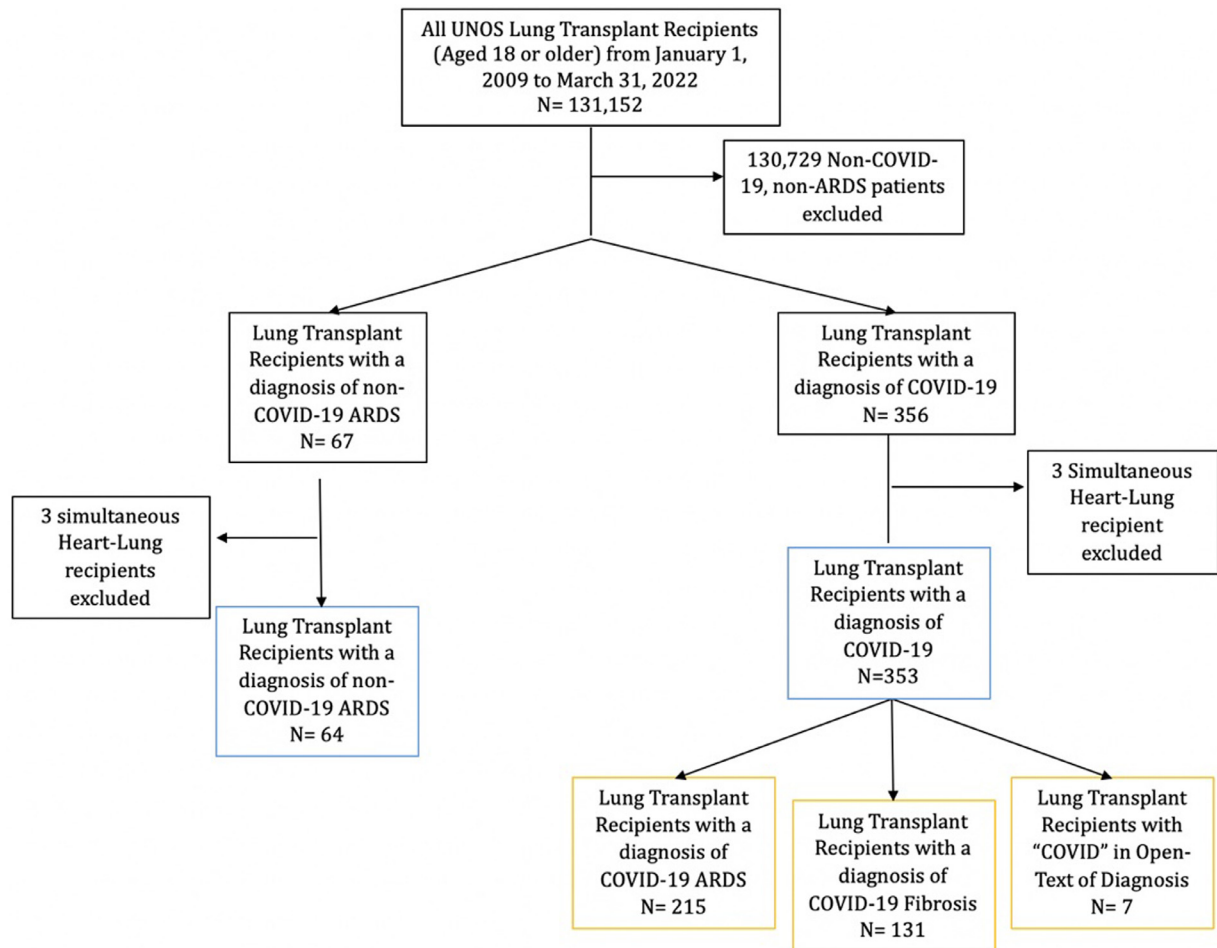 All UNOS Lung Transplant Recipients
(Aged 18 or older) from January 1,
2009 to March 31, 2022
N= 131,152
130,729 Non-COVID-
19, non-ARDS patients
excluded
Lung Transplant
Recipients with a
diagnosis of non-
COVID-19 ARDS
N= 67
Lung Transplant
Recipients with a
diagnosis of COVID-19
N= 356
3 simultaneous
Heart-Lung
recipients
excluded
3 Simultaneous
Heart-Lung
recipient
excluded
Lung Transplant
Recipients with a
diagnosis of non-
COVID-19 ARDS
N= 64
Lung Transplant
Recipients with a
diagnosis of
COVID-19
N=353
Lung Transplant
Recipients with a
diagnosis of
COVID-19 ARDS
N= 215
Lung Transplant
Recipients with a
diagnosis of
COVID-19 Fibrosis
N= 131
Lung Transplant
Recipients with
“COVID” in Open-
Text of Diagnosis
N= 7